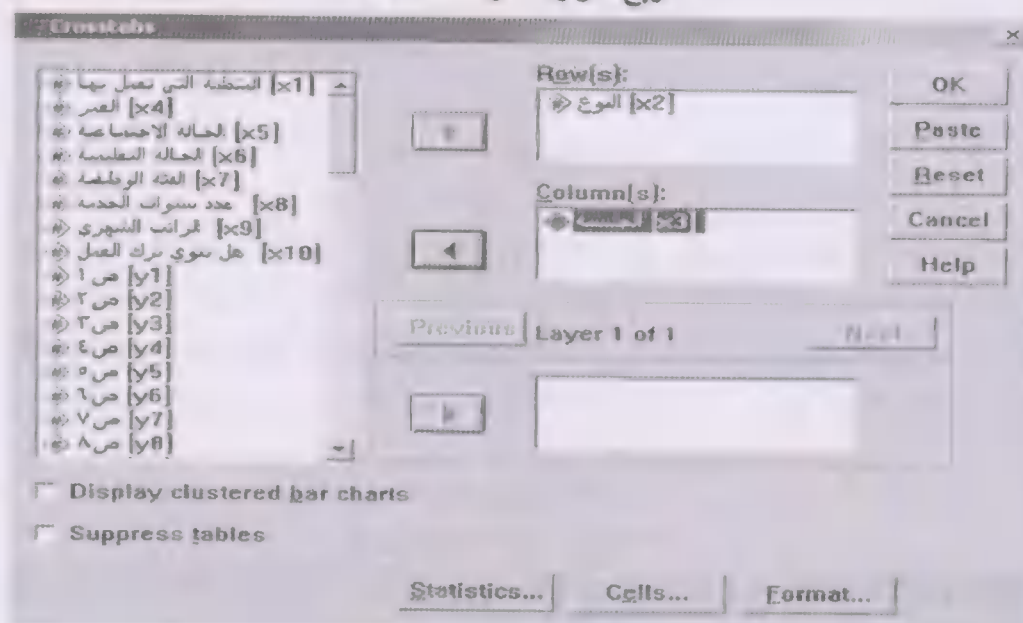 Crosstabs
المنطقة التي تعمل بها [x1]
العمر [x4]
الحالة الاجتماعية [x5]
الحالة التعليمية [x6]
الفئة الوظيفية [x7]
عدد سنوات الخدمة [x8]
الراتب الشهري [x9]
هل تنوي ترك العمل [x10]
ص ١ [y1]
ص ٢ [y2]
ص ٣ [y3]
ص ٤ [y4]
ص ٥ [y5]
ص ٦ [y6]
ص ٧ [y7]
ص ٨ [y8]
Row(s):
النوع [x2]
Column(s):
[x3]
Previous
Layer 1 of 1
Next
OK
Paste
Reset
Cancel
Help
Display clustered bar charts
Suppress tables
Statistics...
Cells...
Format...